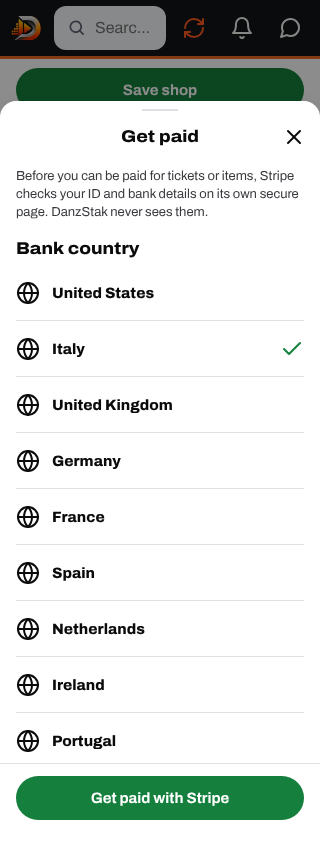 Searc...
Save shop
Get paid
Before you can be paid for tickets or items, Stripe
checks your ID and bank details on its own secure
page. DanzStak never sees them.
Bank country
United States
Italy
United Kingdom
Germany
France
Spain
Netherlands
Ireland
Portugal
Get paid with Stripe